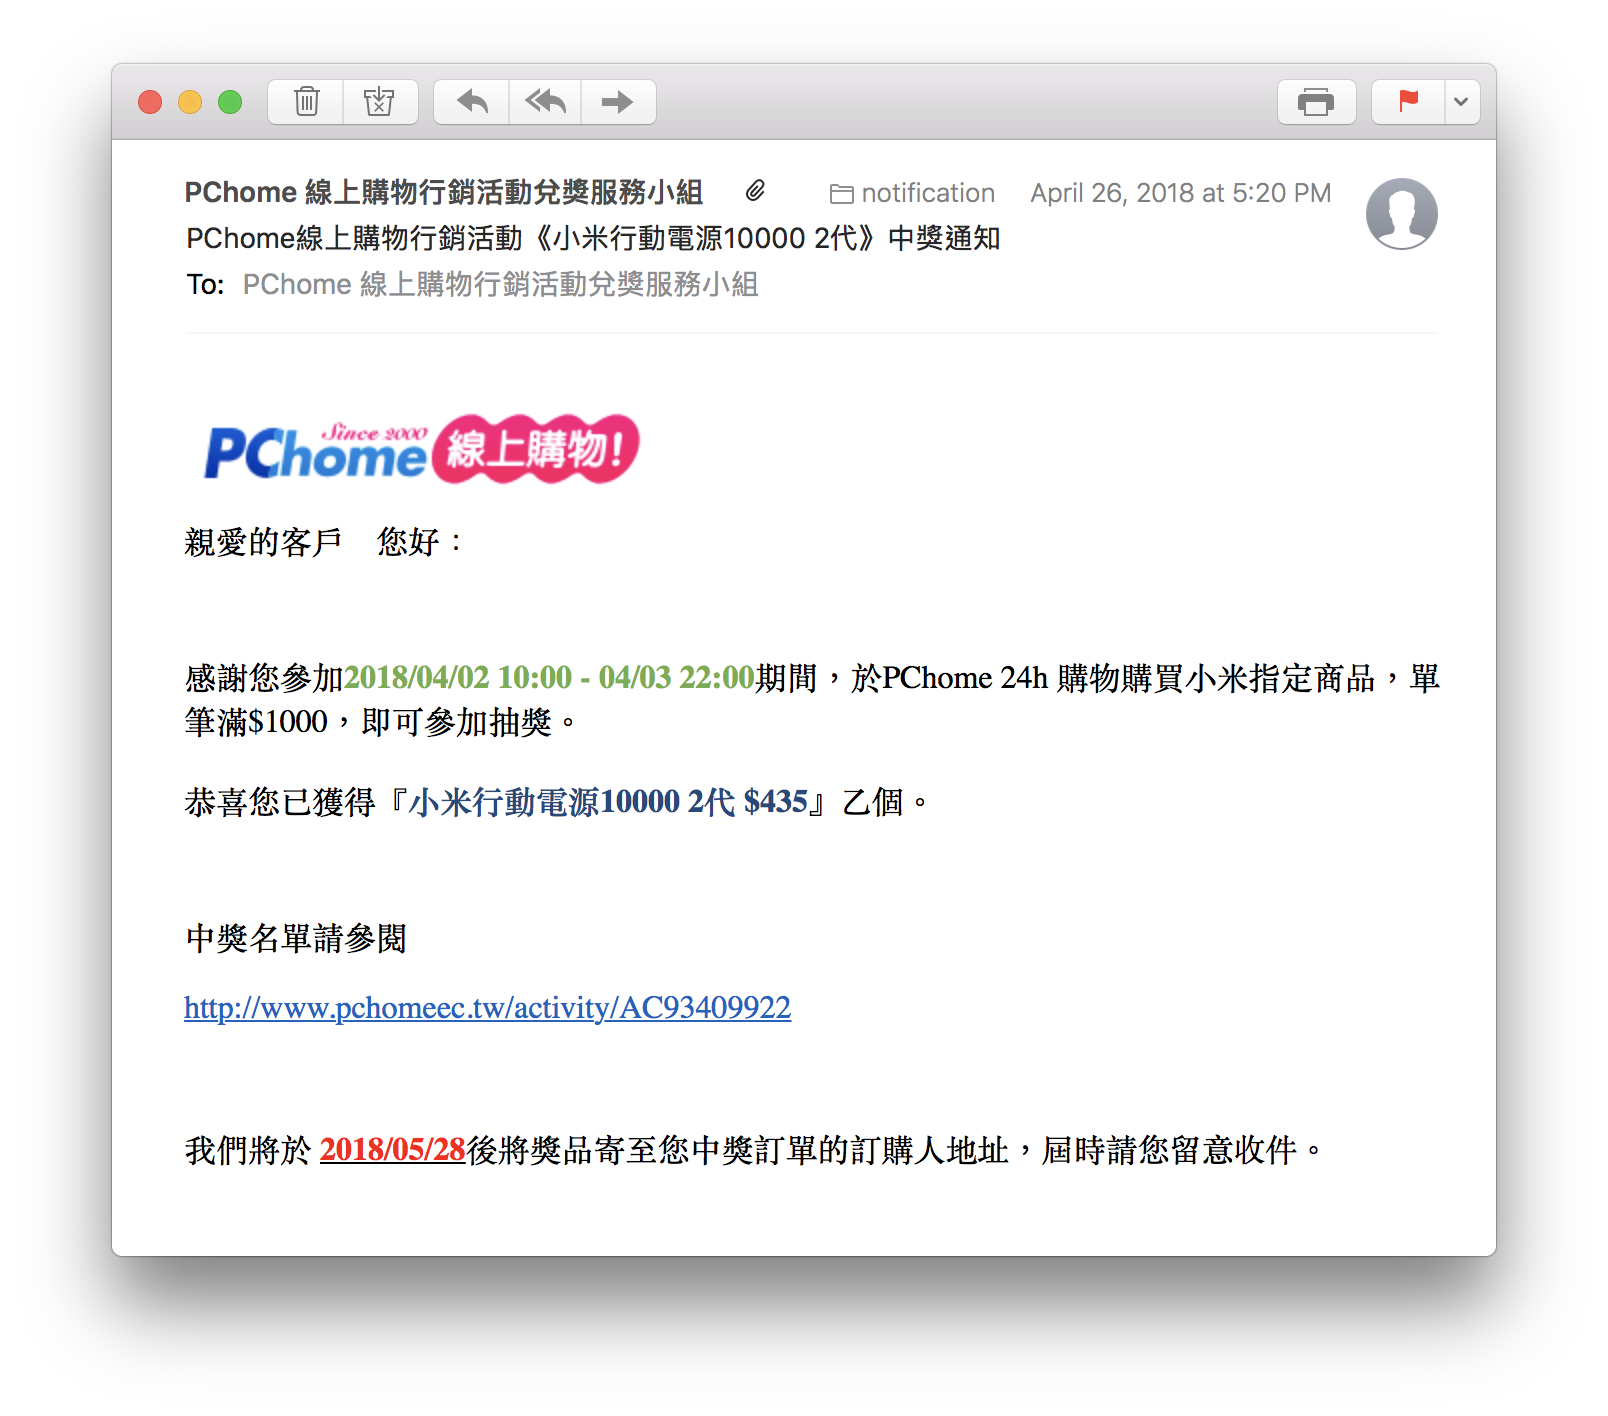 PChome 線上購物行銷活動兌獎服務小組 notification April 26, 2018 at 5:20 PM
PChome線上購物行銷活動《小米行動電源10000 2代》中獎通知
To: PChome 線上購物行銷活動兌獎服務小組
PChome Since 2000 線上購物!
親愛的客戶　您好：
感謝您參加2018/04/02 10:00 - 04/03 22:00期間，於PChome 24h 購物購買小米指定商品，單
筆滿$1000，即可參加抽獎。
恭喜您已獲得『小米行動電源10000 2代 $435』乙個。
中獎名單請參閱
http://www.pchomeec.tw/activity/AC93409922
我們將於 2018/05/28後將獎品寄至您中獎訂單的訂購人地址，屆時請您留意收件。